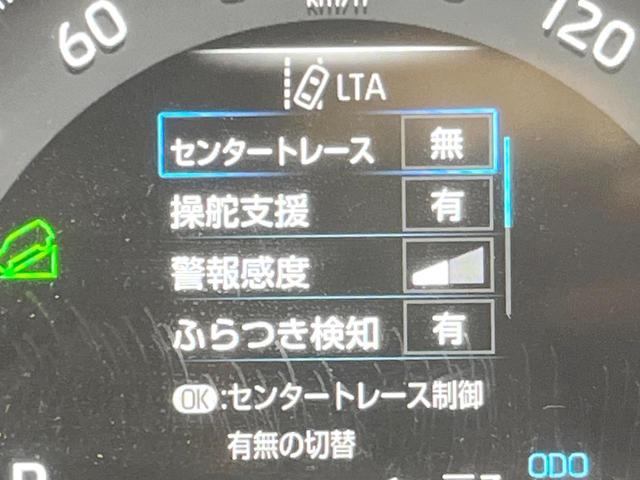 60
km/h
120
LTA
センタートレース 無
操舵支援 有
警報感度
ふらつき検知 有
OK:センタートレース制御
有無の切替
ODO